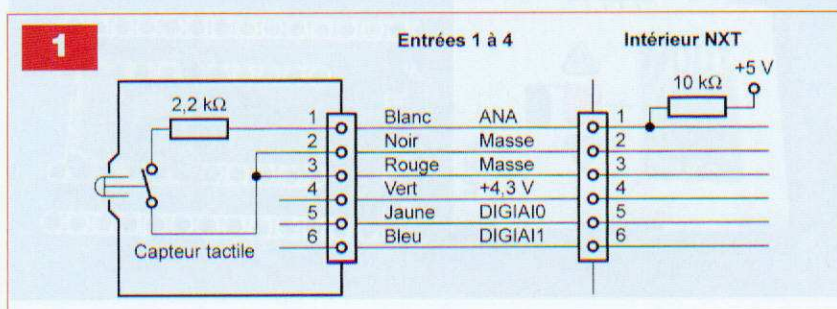 1
Entrées 1 à 4
Intérieur NXT
+5 V
10 kΩ
2,2 kΩ
1 Blanc ANA 1
2 Noir Masse 2
3 Rouge Masse 3
4 Vert +4,3 V 4
5 Jaune DIGIAI0 5
6 Bleu DIGIAI1 6
Capteur tactile